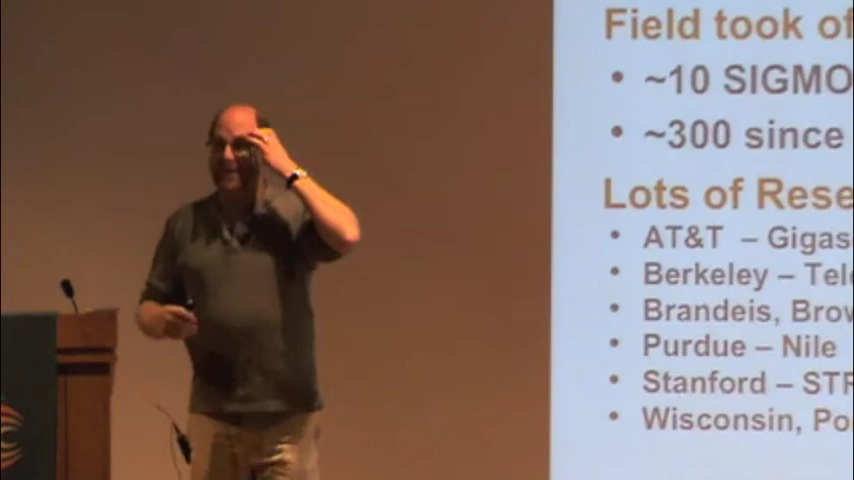 Field took of
• ~10 SIGMO
• ~300 since
Lots of Rese
• AT&T – Gigas
• Berkeley – Tele
• Brandeis, Brow
• Purdue – Nile
• Stanford – STR
• Wisconsin, Po